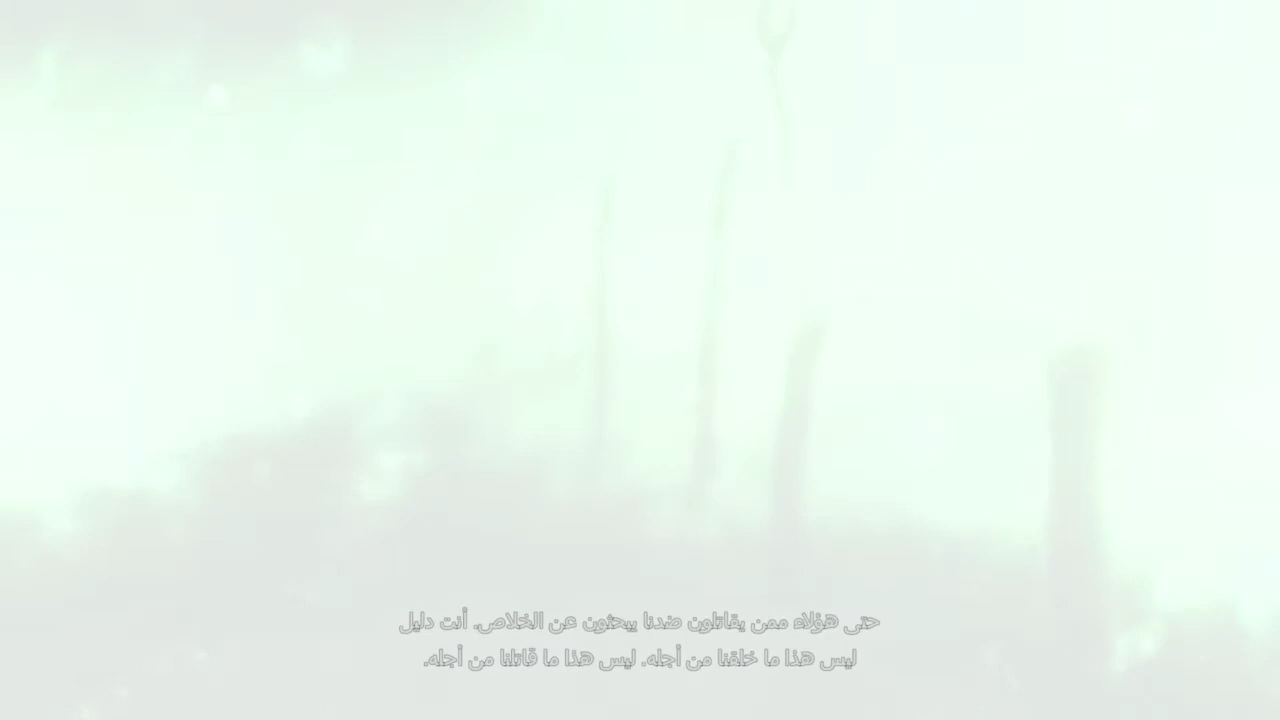 حتى هؤلاء ممن يقاتلون ضدنا يبحثون عن الخلاص. أنت دليل
ليس هذا ما خلقنا من أجله. ليس هذا ما قاتلنا من أجله.